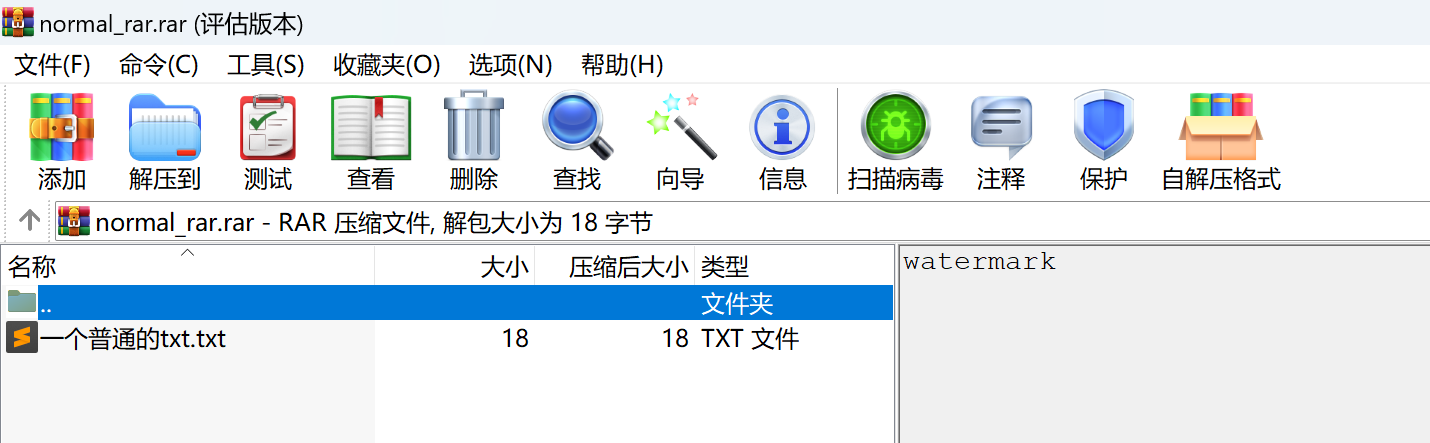 normal_rar.rar (评估版本)
文件(F) 命令(C) 工具(S) 收藏夹(O) 选项(N) 帮助(H)
添加 解压到 测试 查看 删除 查找 向导 信息 扫描病毒 注释 保护 自解压格式
normal_rar.rar - RAR 压缩文件, 解包大小为 18 字节
名称 大小 压缩后大小 类型
.. 文件夹
一个普通的txt.txt 18 18 TXT 文件
watermark